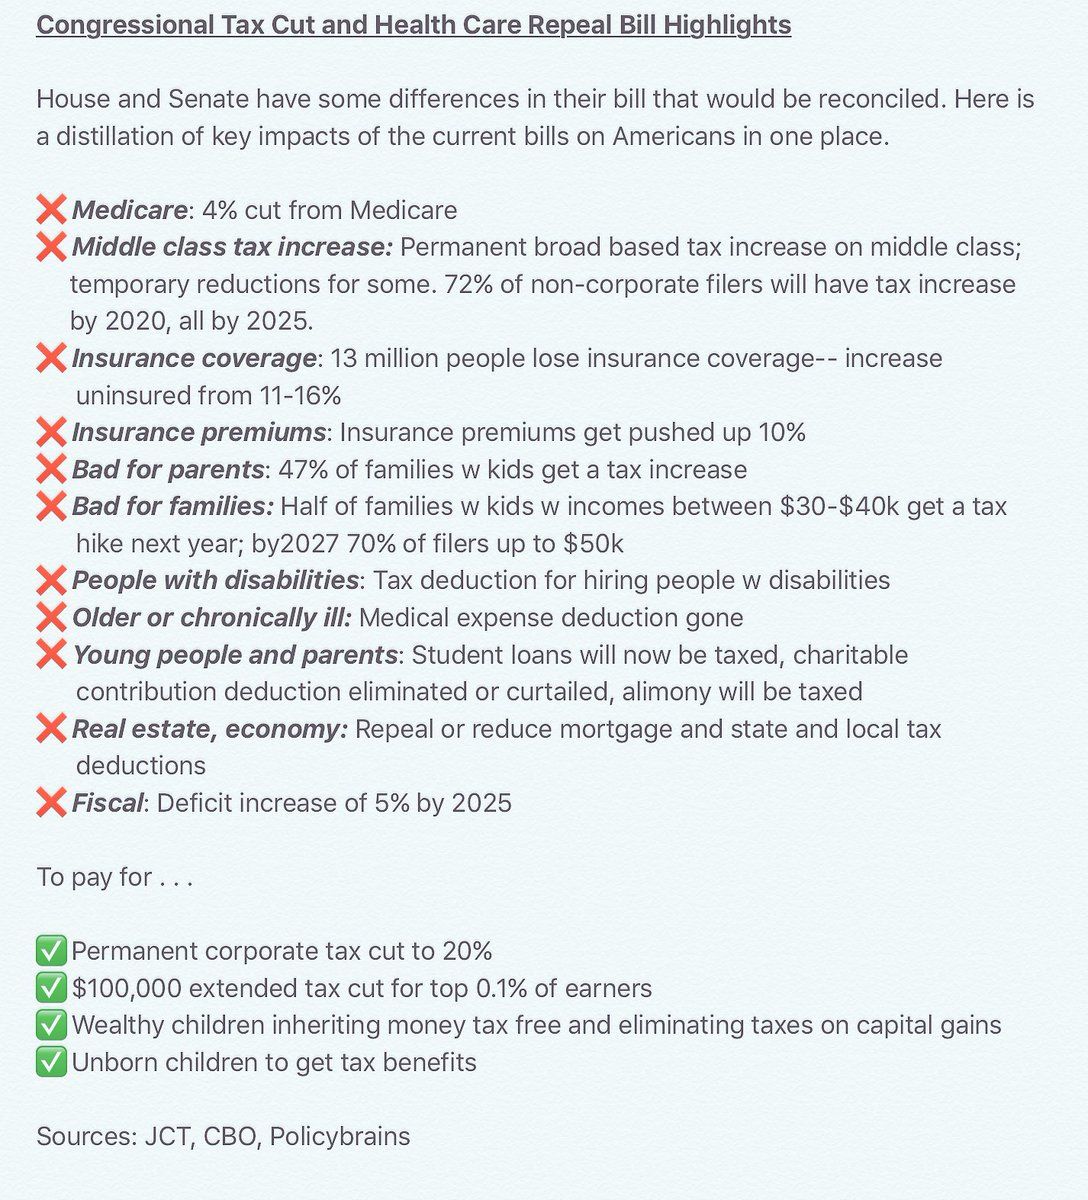 Congressional Tax Cut and Health Care Repeal Bill Highlights
House and Senate have some differences in their bill that would be reconciled. Here is
a distillation of key impacts of the current bills on Americans in one place.
❌ Medicare: 4% cut from Medicare
❌ Middle class tax increase: Permanent broad based tax increase on middle class;
temporary reductions for some. 72% of non-corporate filers will have tax increase
by 2020, all by 2025.
❌ Insurance coverage: 13 million people lose insurance coverage-- increase
uninsured from 11-16%
❌ Insurance premiums: Insurance premiums get pushed up 10%
❌ Bad for parents: 47% of families w kids get a tax increase
❌ Bad for families: Half of families w kids w incomes between $30-$40k get a tax
hike next year; by2027 70% of filers up to $50k
❌ People with disabilities: Tax deduction for hiring people w disabilities
❌ Older or chronically ill: Medical expense deduction gone
❌ Young people and parents: Student loans will now be taxed, charitable
contribution deduction eliminated or curtailed, alimony will be taxed
❌ Real estate, economy: Repeal or reduce mortgage and state and local tax
deductions
❌ Fiscal: Deficit increase of 5% by 2025
To pay for . . .
✅ Permanent corporate tax cut to 20%
✅ $100,000 extended tax cut for top 0.1% of earners
✅ Wealthy children inheriting money tax free and eliminating taxes on capital gains
✅ Unborn children to get tax benefits
Sources: JCT, CBO, Policybrains